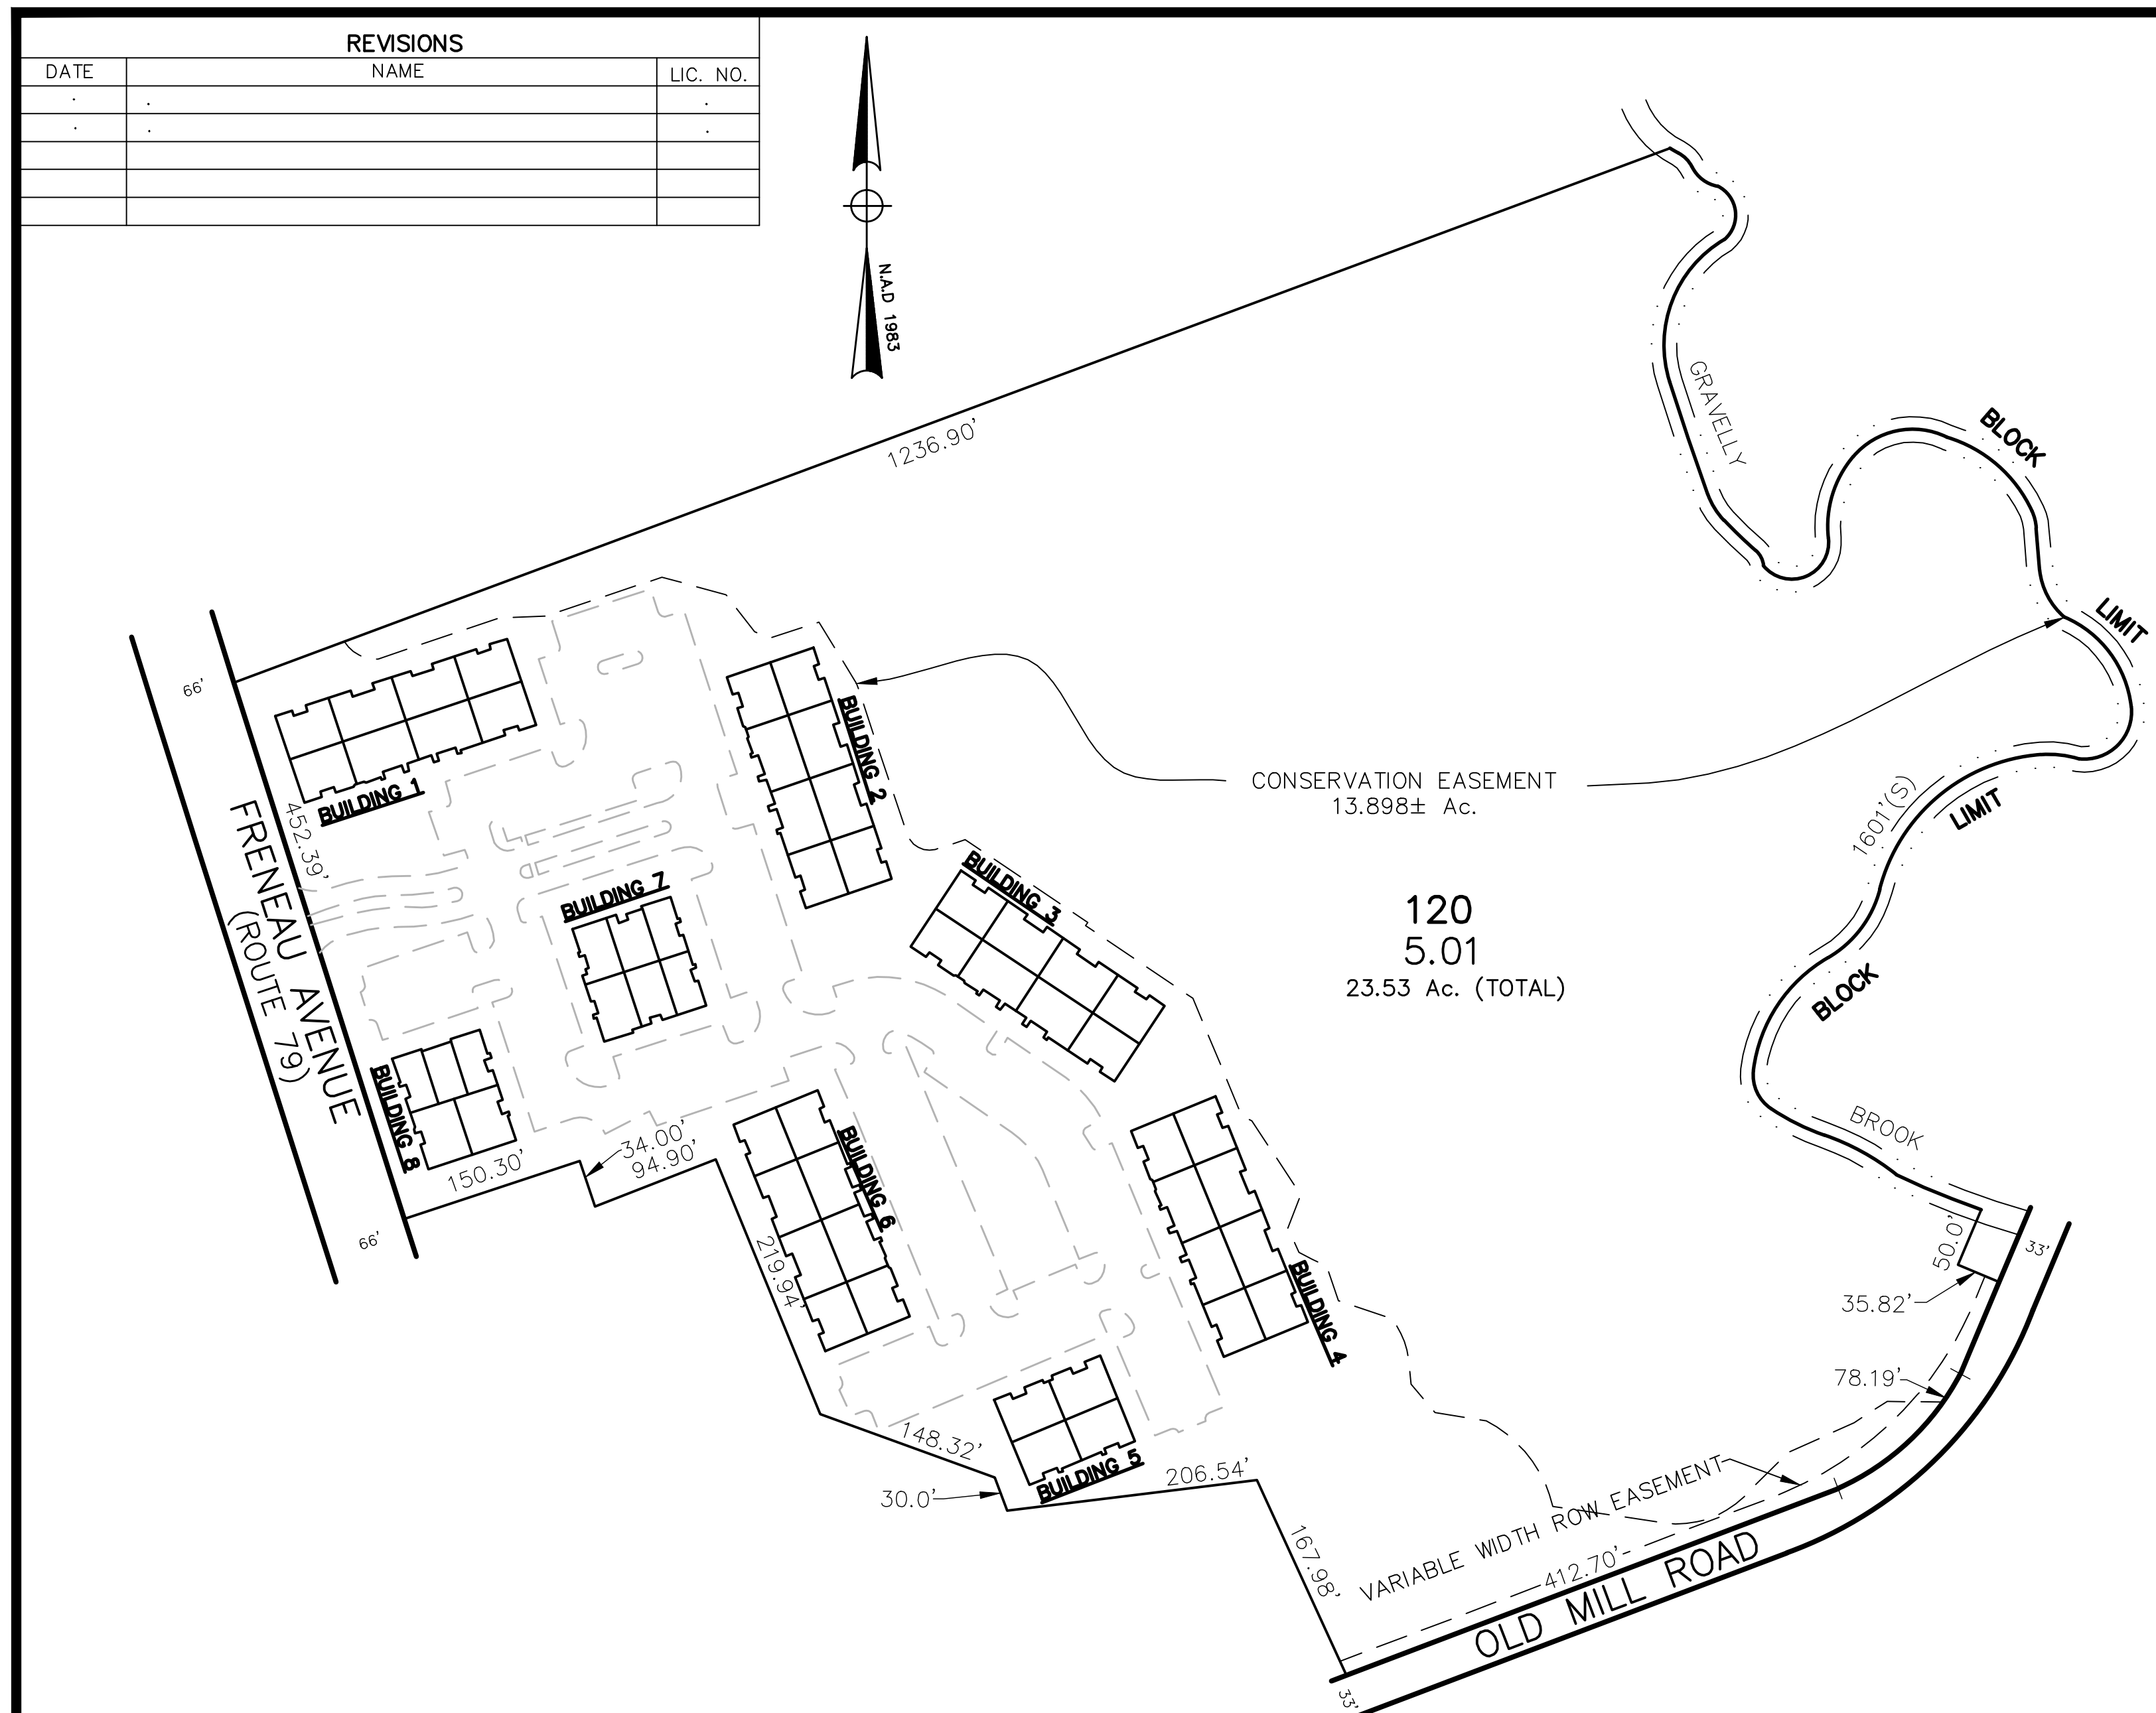 REVISIONS
DATE NAME LIC. NO.
N.A.D 1983
1236.90'
GRAVELLY
BLOCK
LIMIT
66'
BUILDING 1
452.39'
FRENEAU AVENUE
(ROUTE 79)
BUILDING 2
CONSERVATION EASEMENT
13.898± Ac.
1601'(S)
LIMIT
BUILDING 3
BUILDING 7
120
5.01
23.53 Ac. (TOTAL)
BLOCK
BUILDING 8
34.00'
94.90'
150.30'
BUILDING 6
BROOK
66'
219.94'
50.0'
33'
35.82'
BUILDING 4
78.19'
148.32'
BUILDING 5
206.54'
30.0'
167.98'
VARIABLE WIDTH ROW EASEMENT
412.70'
OLD MILL ROAD
33'